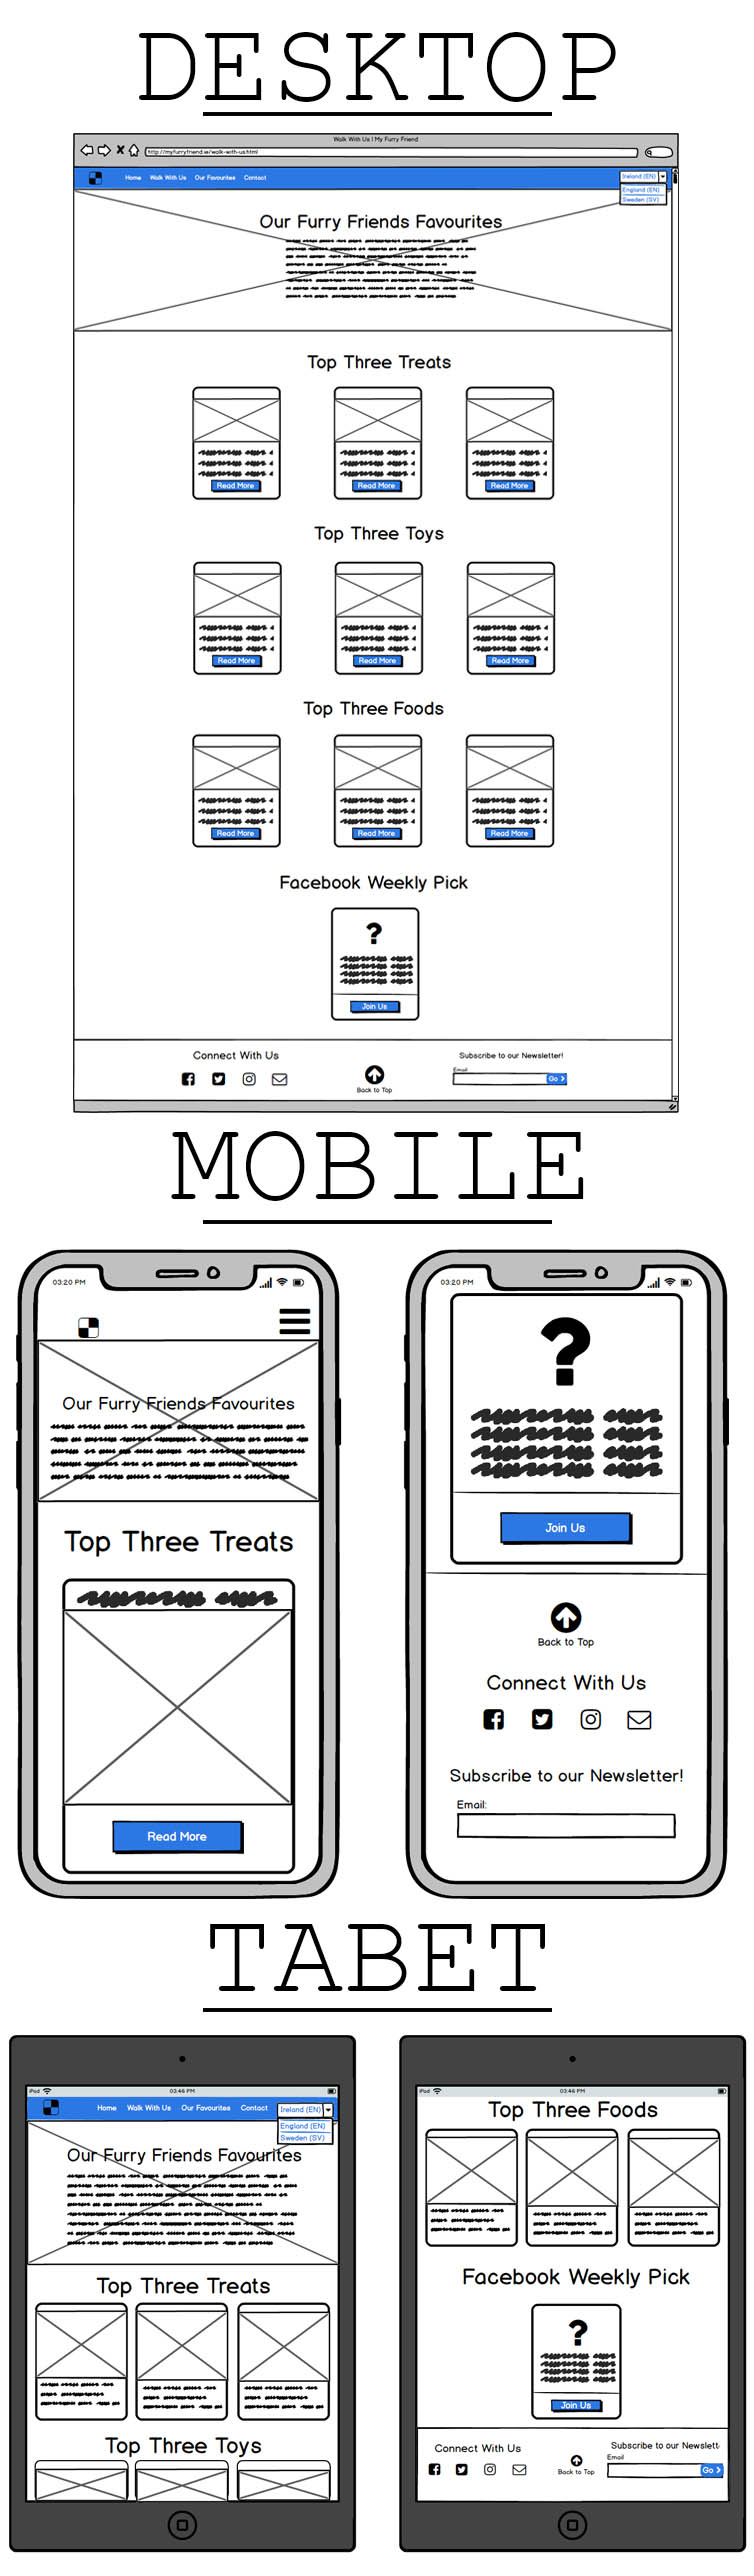 DESKTOP
Walk With Us | My Furry Friend
http://myfurryfriend.ie/walk-with-us.html
Home Walk With Us Our Favourites Contact Ireland (EN)
England (EN)
Sweden (SV)
Our Furry Friends Favourites
Top Three Treats
Read More Read More Read More
Top Three Toys
Read More Read More Read More
Top Three Foods
Read More Read More Read More
Facebook Weekly Pick
?
Join Us
Connect With Us
Back to Top
Subscribe to our Newsletter!
Email
Go
MOBILE
03:20 PM
Our Furry Friends Favourites
Top Three Treats
Read More
03:20 PM
?
Join Us
Back to Top
Connect With Us
Subscribe to our Newsletter!
Email:
TABET
iPod 03:46 PM
Home Walk With Us Our Favourites Contact Ireland (EN)
England (EN)
Sweden (SV)
Our Furry Friends Favourites
Top Three Treats
Top Three Toys
iPod 03:46 PM
Top Three Foods
Facebook Weekly Pick
?
Join Us
Connect With Us
Back to Top
Subscribe to our Newslett
Email
Go